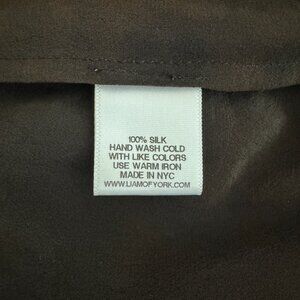 100% SILK
HAND WASH COLD
WITH LIKE COLORS
USE WARM IRON
MADE IN NYC
WWW.LIAMOFYORK.COM